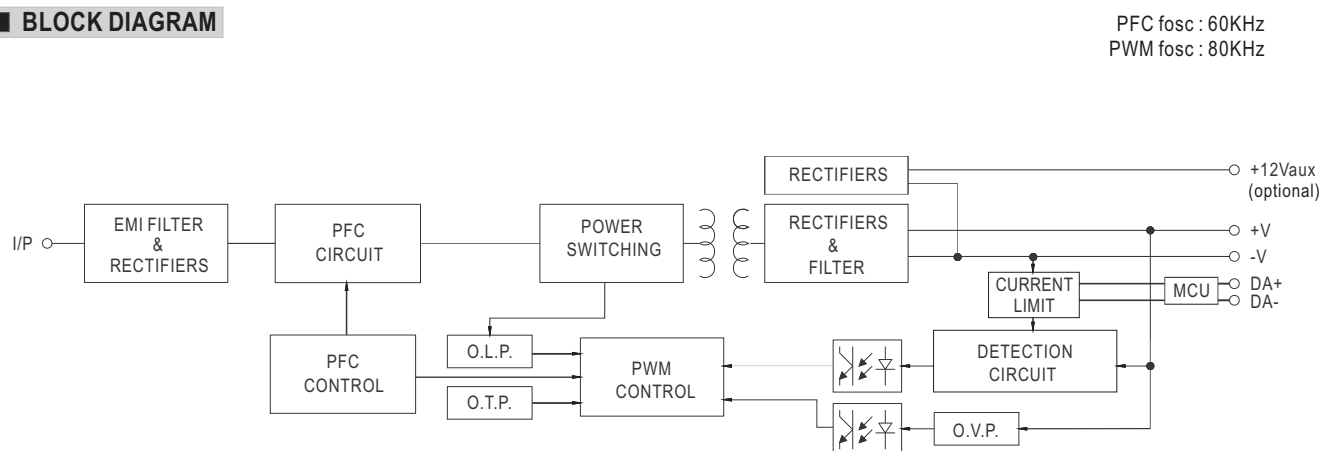 BLOCK DIAGRAM
PFC fosc : 60KHz
PWM fosc : 80KHz
RECTIFIERS
+12Vaux
(optional)
I/P
EMI FILTER
&
RECTIFIERS
PFC
CIRCUIT
POWER
SWITCHING
RECTIFIERS
&
FILTER
+V
-V
CURRENT
LIMIT
MCU
DA+
DA-
PFC
CONTROL
O.L.P.
O.T.P.
PWM
CONTROL
DETECTION
CIRCUIT
O.V.P.